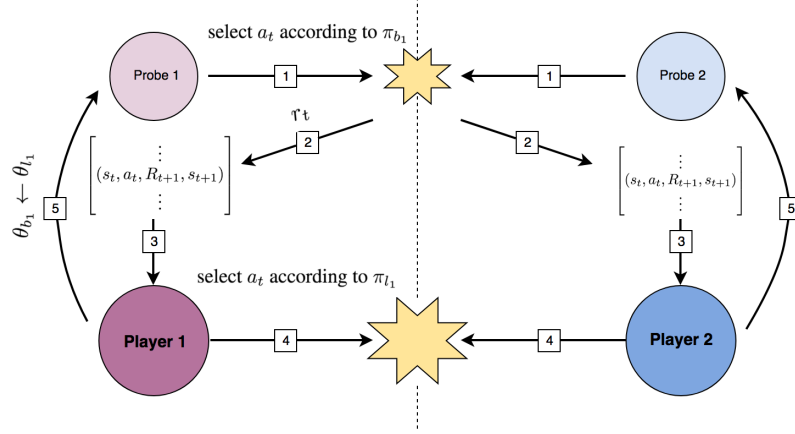 select a_t according to π_{b_1}
Probe 1
1
1
Probe 2
r_t
2
2
⋮
(s_t, a_t, R_{t+1}, s_{t+1})
⋮
⋮
(s_t, a_t, R_{t+1}, s_{t+1})
⋮
θ_{b_1} ← θ_{l_1}
5
5
3
3
select a_t according to π_{l_1}
Player 1
4
4
Player 2